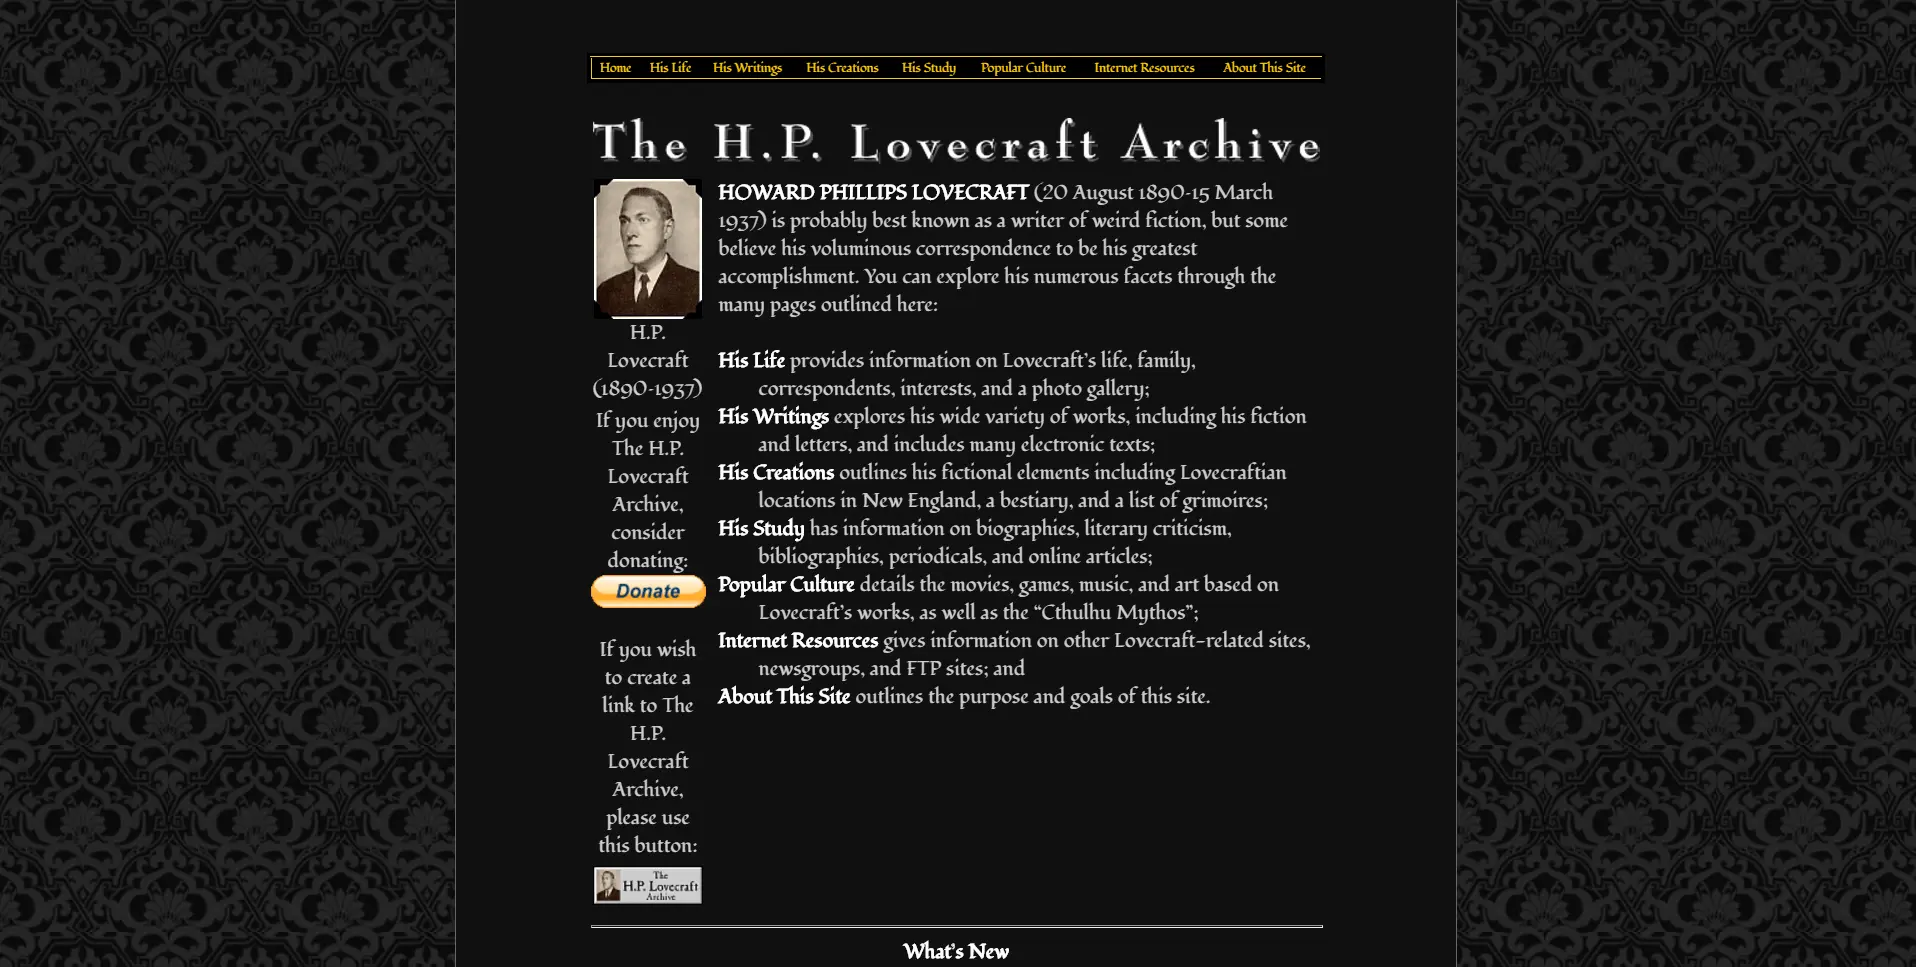 Home His Life His Writings His Creations His Study Popular Culture Internet Resources About This Site
The H.P. Lovecraft Archive
HOWARD PHILLIPS LOVECRAFT (20 August 1890-15 March
1937) is probably best known as a writer of weird fiction, but some
believe his voluminous correspondence to be his greatest
accomplishment. You can explore his numerous facets through the
many pages outlined here:
His Life provides information on Lovecraft's life, family,
correspondents, interests, and a photo gallery;
His Writings explores his wide variety of works, including his fiction
and letters, and includes many electronic texts;
His Creations outlines his fictional elements including Lovecraftian
locations in New England, a bestiary, and a list of grimoires;
His Study has information on biographies, literary criticism,
bibliographies, periodicals, and online articles;
Popular Culture details the movies, games, music, and art based on
Lovecraft's works, as well as the “Cthulhu Mythos”;
Internet Resources gives information on other Lovecraft-related sites,
newsgroups, and FTP sites; and
About This Site outlines the purpose and goals of this site.
H.P.
Lovecraft
(1890-1937)
If you enjoy
The H.P.
Lovecraft
Archive,
consider
donating:
Donate
If you wish
to create a
link to The
H.P.
Lovecraft
Archive,
please use
this button:
The
H.P. Lovecraft
Archive
What's New